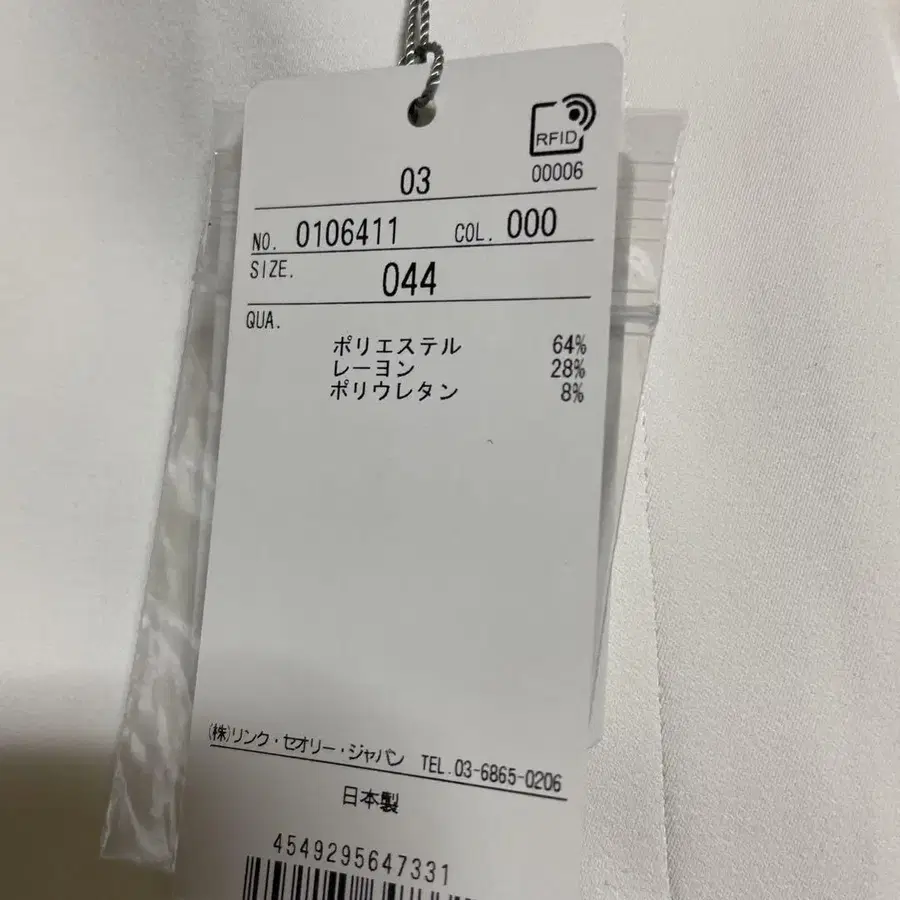 RFID
00006
03
NO. 0106411 COL. 000
SIZE. 044
QUA.
ポリエステル 64%
レーヨン 28%
ポリウレタン 8%
(株)リンク・セオリー・ジャパン TEL.03-6865-0206
日本製
4549295647331